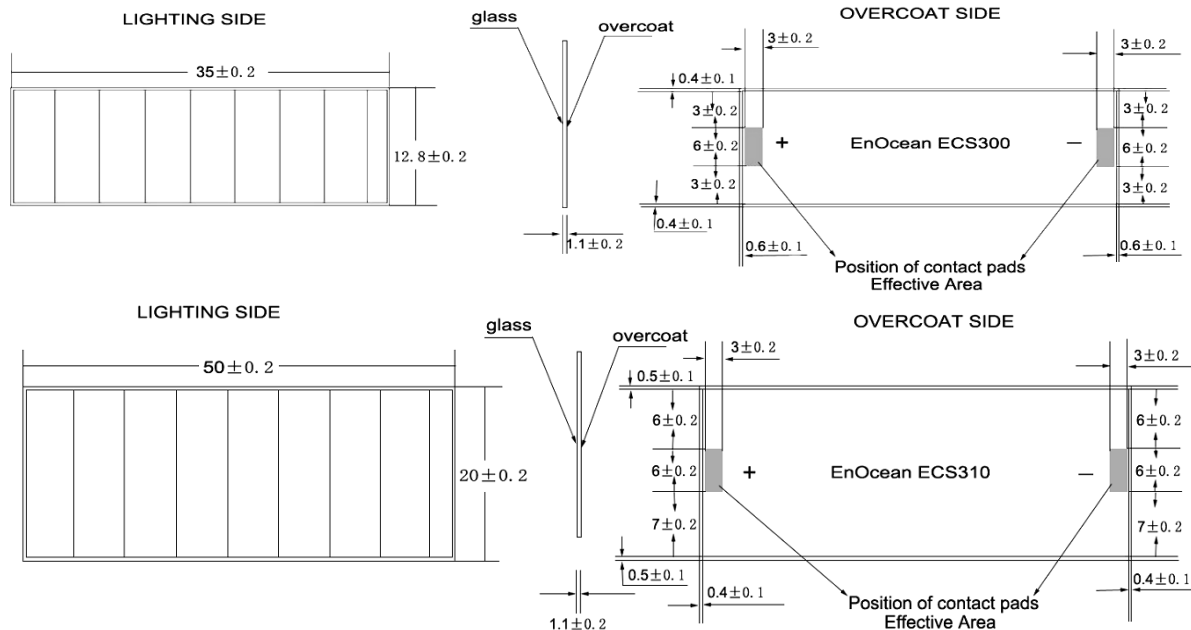 LIGHTING SIDE
35±0.2
12.8±0.2
glass
overcoat
1.1±0.2
OVERCOAT SIDE
3±0.2
3±0.2
0.4±0.1
3±0.2
3±0.2
6±0.2
+
EnOcean ECS300
−
6±0.2
3±0.2
3±0.2
0.4±0.1
0.6±0.1
0.6±0.1
Position of contact pads
Effective Area
LIGHTING SIDE
50±0.2
20±0.2
glass
overcoat
1.1±0.2
OVERCOAT SIDE
3±0.2
3±0.2
0.5±0.1
6±0.2
6±0.2
6±0.2
+
EnOcean ECS310
−
6±0.2
7±0.2
7±0.2
0.5±0.1
0.4±0.1
0.4±0.1
Position of contact pads
Effective Area